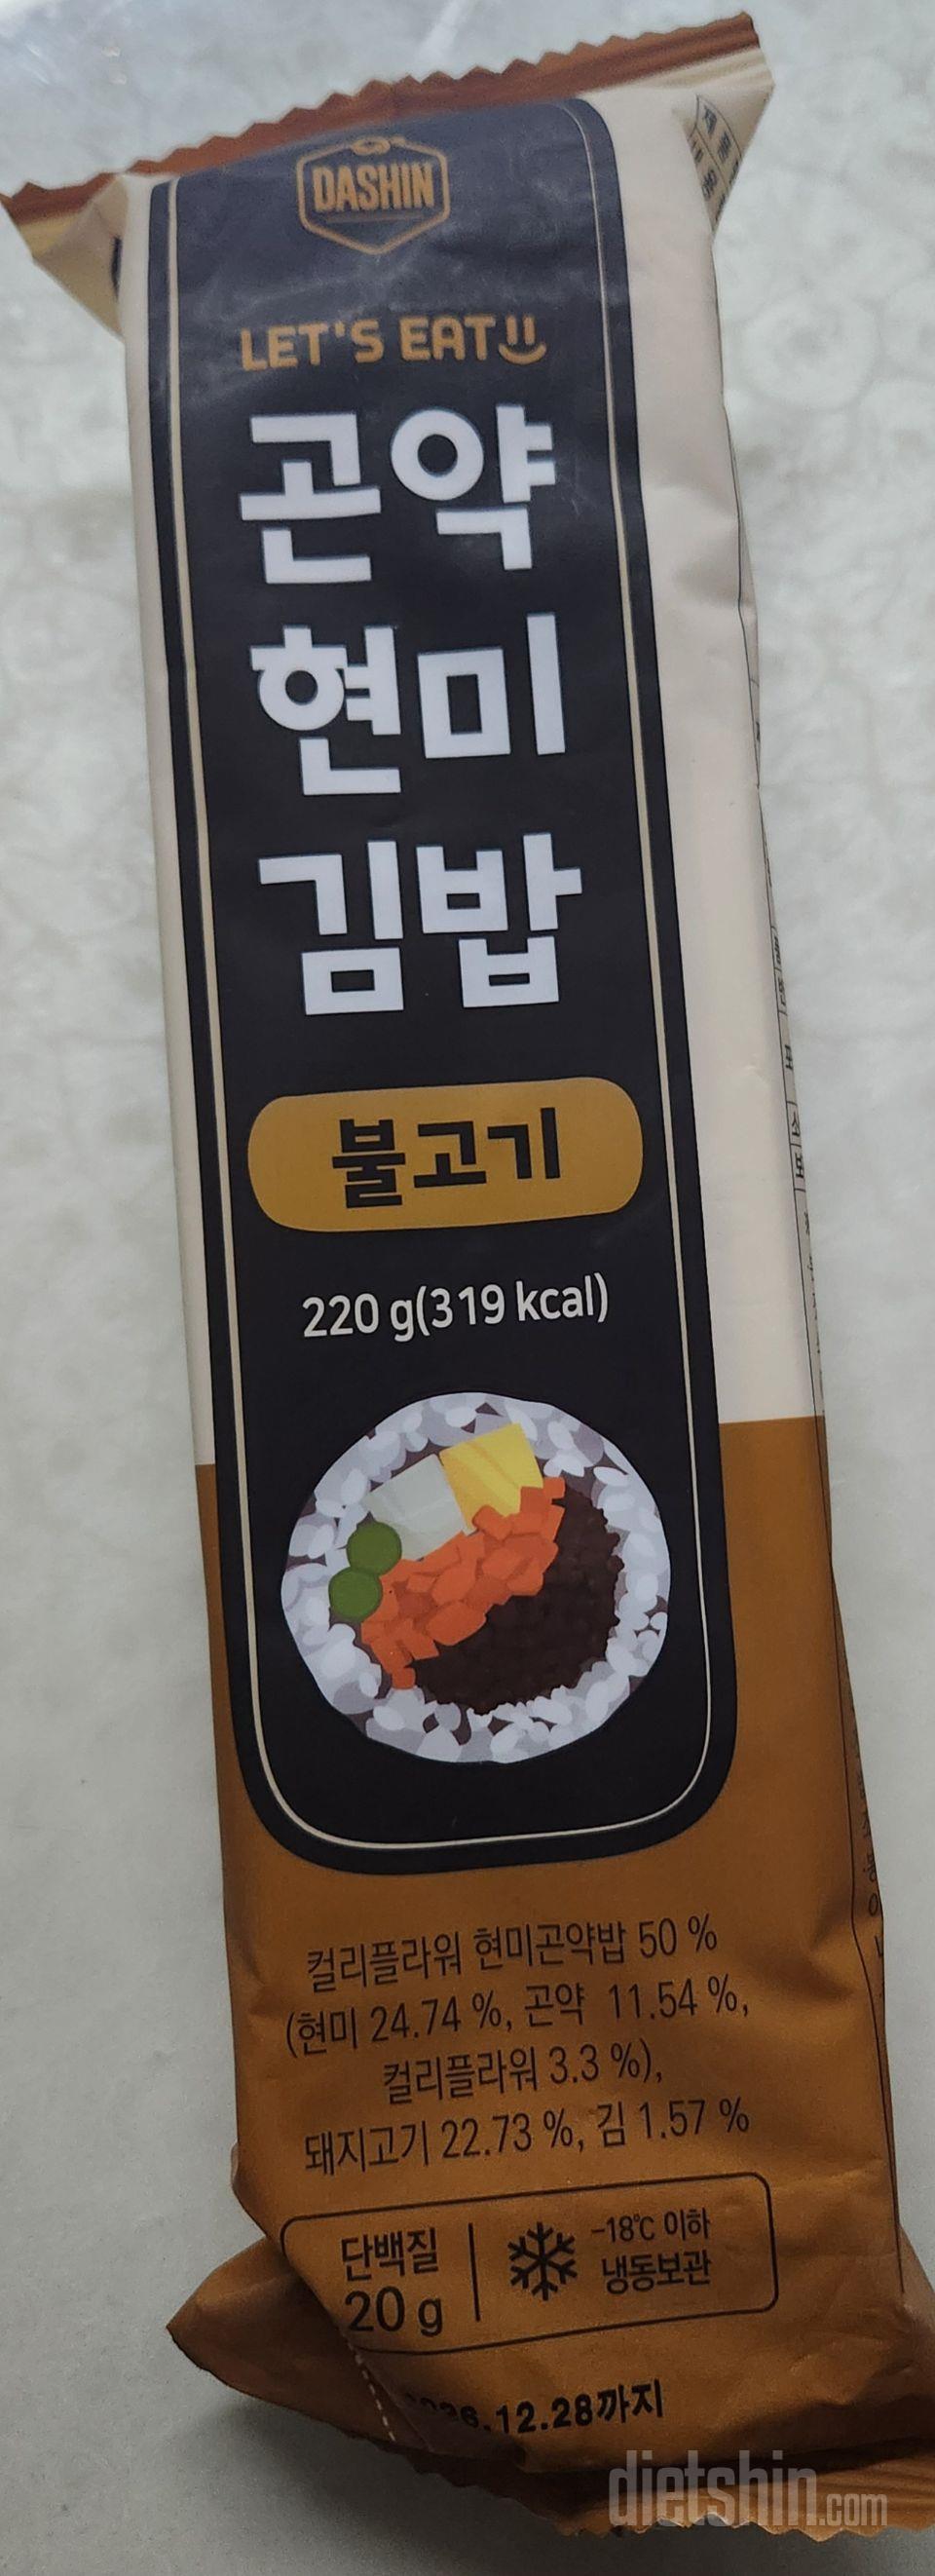 DASHIN
LET'S EAT
곤약
현미
김밥
불고기
220 g(319 kcal)
컬리플라워 현미곤약밥 50 %
(현미 24.74 %, 곤약 11.54 %,
컬리플라워 3.3 %),
돼지고기 22.73 %, 김 1.57 %
단백질
20 g
-18℃ 이하
냉동보관
.12.28까지
dietshin.com